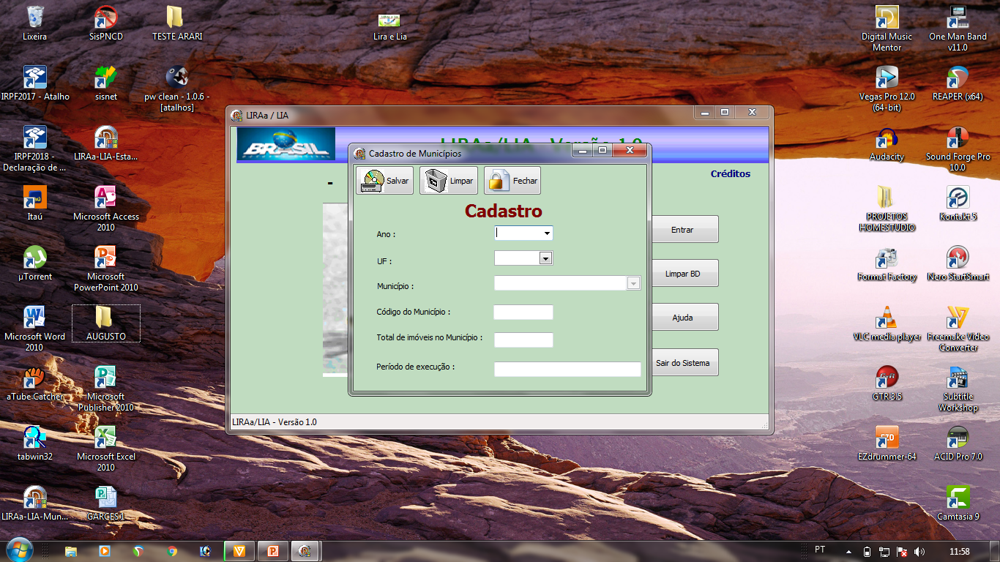 Lixeira
SisPNCD
TESTE ARARI
Lira e Lia
Digital Music
Mentor
One Man Band
v11.0
IRPF2017 - Atalho
sisnet
pw clean - 1.0.6 -
[atalhos]
Vegas Pro 12.0
(64-bit)
REAPER (x64)
IRPF2018 -
Declaração de ...
LIRAa-LIA-Esta...
Audacity
Sound Forge Pro
10.0
Itaú
Microsoft Access
2010
PROJETOS
HOMESTUDIO
Kontakt 5
µTorrent
Microsoft
PowerPoint 2010
Format Factory
Nero StartSmart
Microsoft Word
2010
AUGUSTO
VLC media player
Freemake Video
Converter
aTube Catcher
Microsoft
Publisher 2010
GTR 3.5
Subtitle
Workshop
tabwin32
Microsoft Excel
2010
EZdrummer-64
ACID Pro 7.0
LIRAa-LIA-Mun...
GARCES 1
Camtasia 9
LIRAa / LIA
BRASIL
LIRAa/LIA - Versão 1.0
Créditos
-
Entrar
Limpar BD
Ajuda
Sair do Sistema
LIRAa/LIA - Versão 1.0
Cadastro de Municípios
Salvar
Limpar
Fechar
Cadastro
Ano :
UF :
Município :
Código do Município :
Total de imóveis no Município :
Período de execução :
PT
11:58